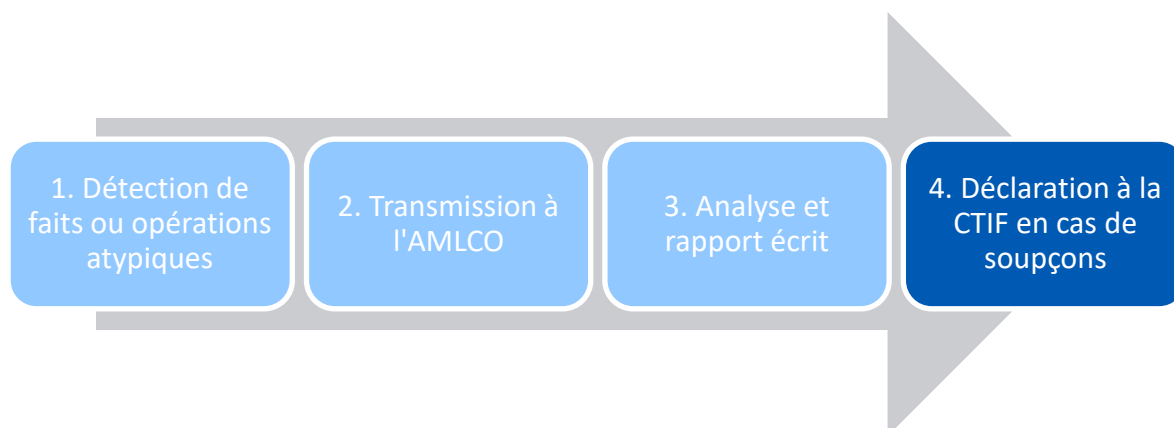 1. Détection de
faits ou opérations
atypiques
2. Transmission à
l'AMLCO
3. Analyse et
rapport écrit
4. Déclaration à la
CTIF en cas de
soupçons